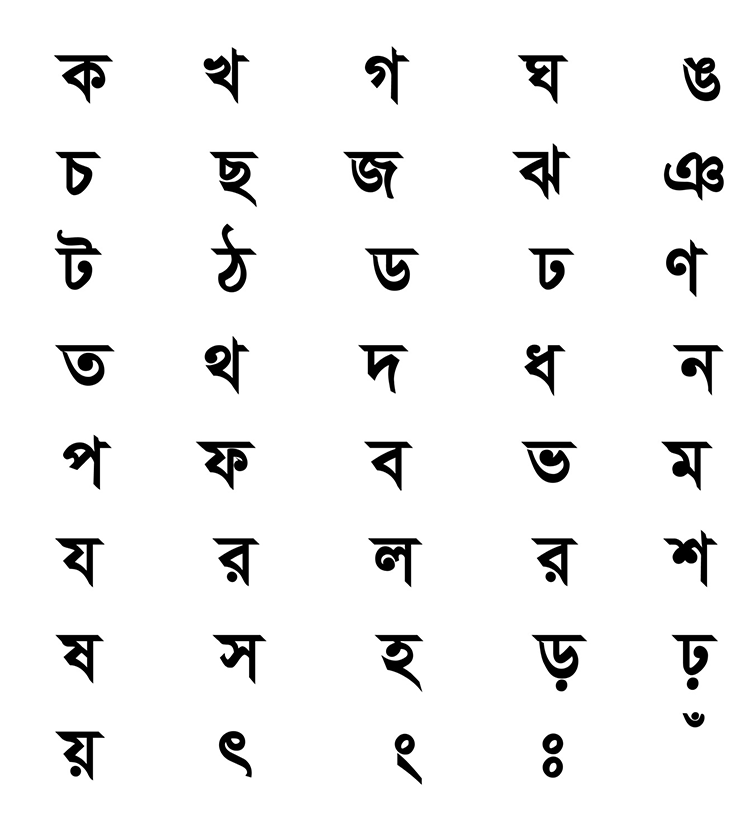 ক খ গ ঘ ঙ
চ ছ জ ঝ ঞ
ট ঠ ড ঢ ণ
ত থ দ ধ ন
প ফ ব ভ ম
য র ল র শ
ষ স হ ড় ঢ়
য় ৎ ং ঃ ঁ